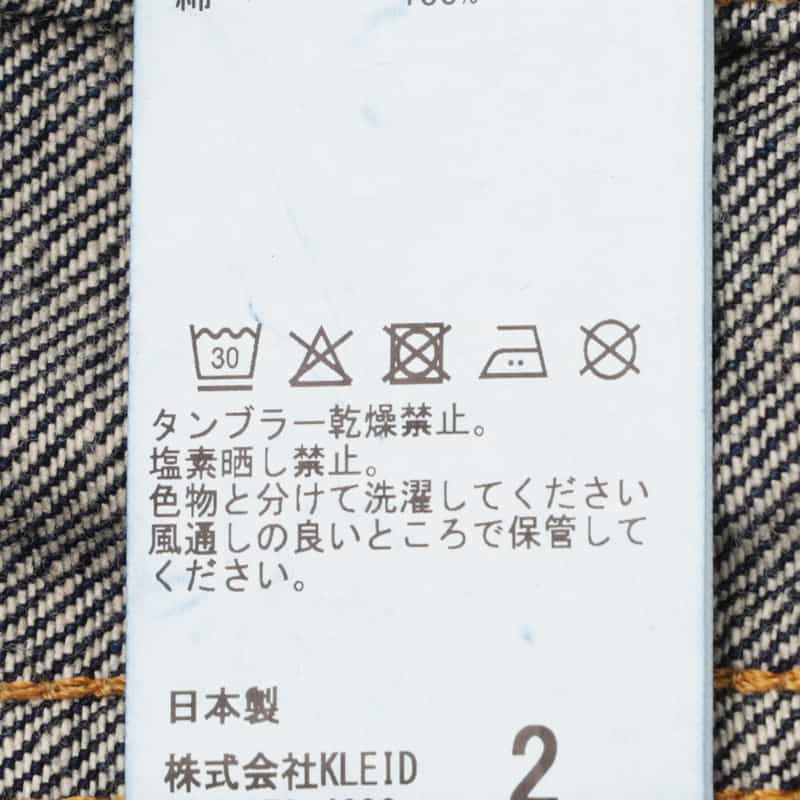 綿 100%
30
タンブラー乾燥禁止。
塩素晒し禁止。
色物と分けて洗濯してください
風通しの良いところで保管して
ください。
日本製
株式会社KLEID
2